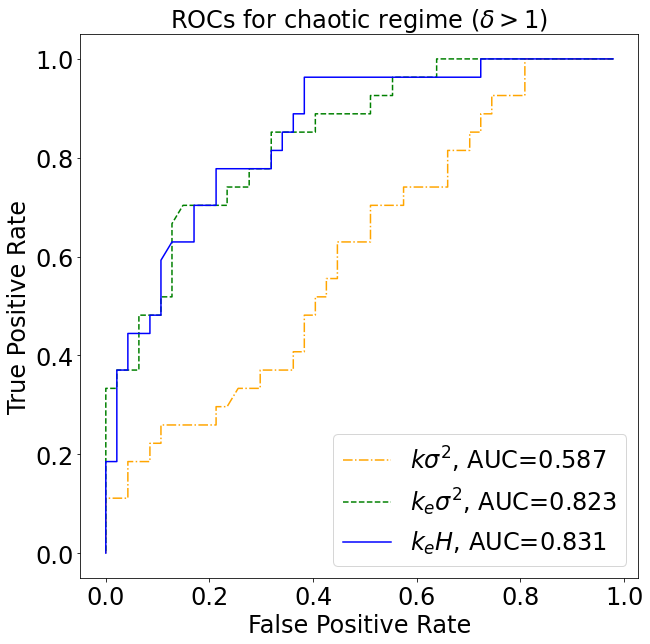 ROCs for chaotic regime (δ > 1)
True Positive Rate
1.0
0.8
0.6
0.4
0.2
0.0
kσ², AUC=0.587
kₑσ², AUC=0.823
kₑH, AUC=0.831
0.0 0.2 0.4 0.6 0.8 1.0
False Positive Rate